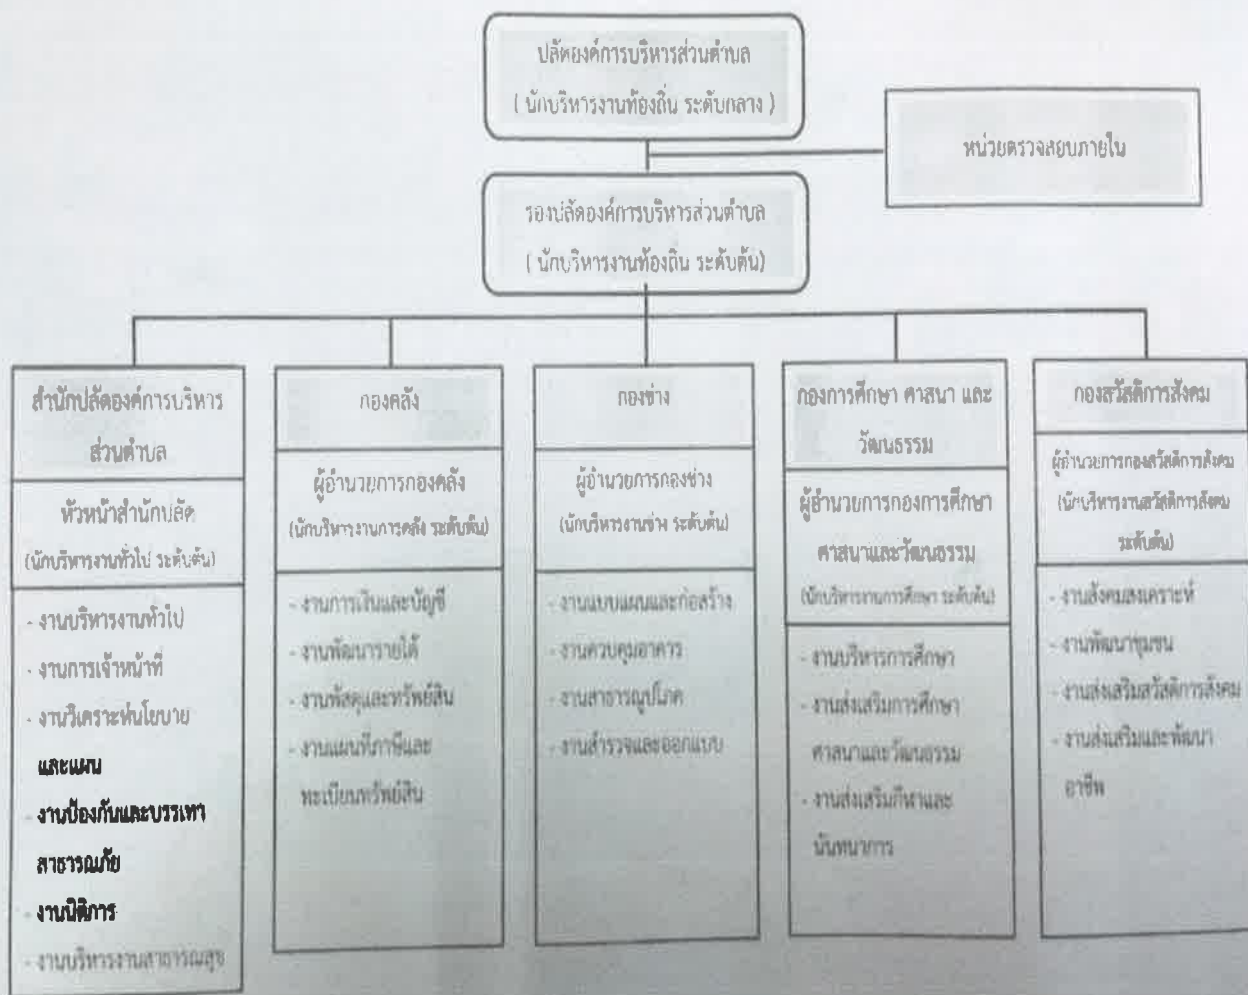 ปลัดองค์การบริหารส่วนตำบล
( นักบริหารงานท้องถิ่น ระดับกลาง )
หน่วยตรวจสอบภายใน
รองปลัดองค์การบริหารส่วนตำบล
( นักบริหารงานท้องถิ่น ระดับต้น)
สำนักปลัดองค์การบริหาร
ส่วนตำบล
หัวหน้าสำนักปลัด
(นักบริหารงานทั่วไป ระดับต้น)
- งานบริหารงานทั่วไป
- งานการเจ้าหน้าที่
- งานวิเคราะห์นโยบาย
และแผน
- งานป้องกันและบรรเทา
สาธารณภัย
- งานนิติการ
- งานบริหารงานสาธารณสุข
กองคลัง
ผู้อำนวยการกองคลัง
(นักบริหารงานการคลัง ระดับต้น)
- งานการเงินและบัญชี
- งานพัฒนารายได้
- งานพัสดุและทรัพย์สิน
- งานแผนที่ภาษีและ
ทะเบียนทรัพย์สิน
กองช่าง
ผู้อำนวยการกองช่าง
(นักบริหารงานช่าง ระดับต้น)
- งานแบบแผนและก่อสร้าง
- งานควบคุมอาคาร
- งานสาธารณูปโภค
- งานสำรวจและออกแบบ
กองการศึกษา ศาสนา และ
วัฒนธรรม
ผู้อำนวยการกองการศึกษา
ศาสนาและวัฒนธรรม
(นักบริหารงานการศึกษา ระดับต้น)
- งานบริหารการศึกษา
- งานส่งเสริมการศึกษา
ศาสนาและวัฒนธรรม
- งานส่งเสริมกีฬาและ
นันทนาการ
กองสวัสดิการสังคม
ผู้อำนวยการกองสวัสดิการสังคม
(นักบริหารงานสวัสดิการสังคม
ระดับต้น)
- งานสังคมสงเคราะห์
- งานพัฒนาชุมชน
- งานส่งเสริมสวัสดิการสังคม
- งานส่งเสริมและพัฒนา
อาชีพ